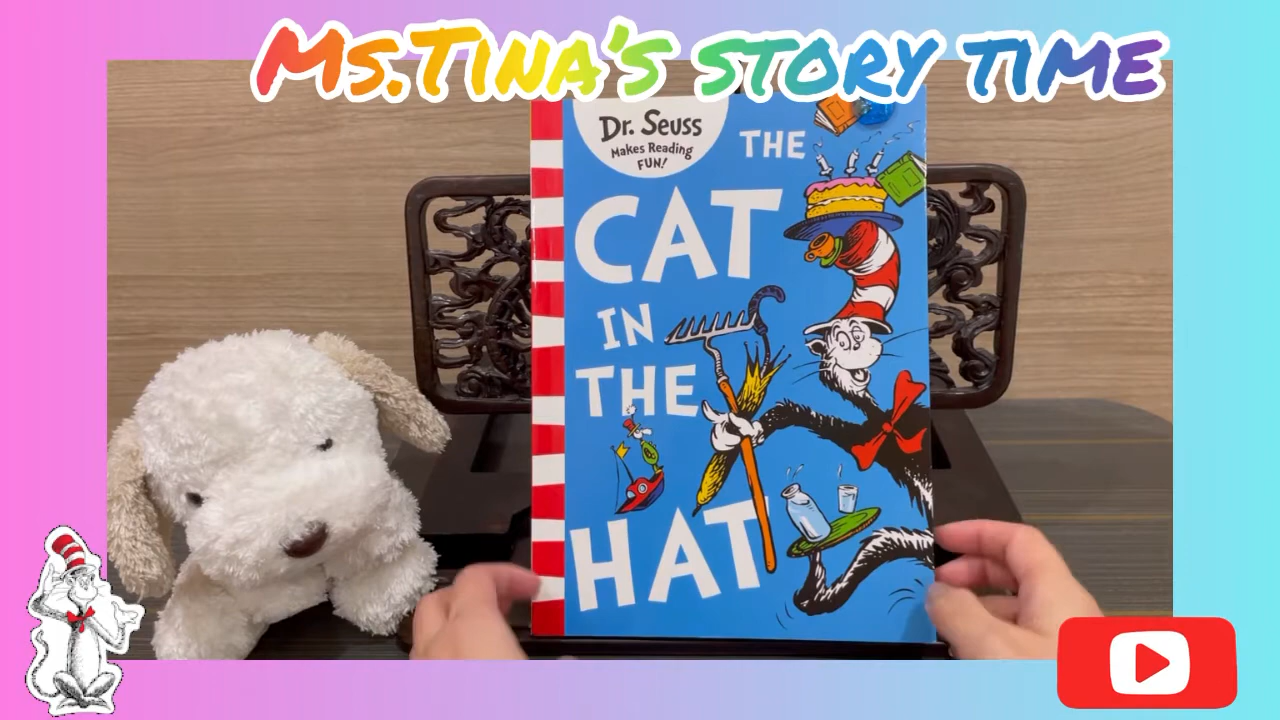 Ms.Tina's story time
Dr. Seuss
Makes Reading
FUN!
THE
CAT
IN
THE
HAT